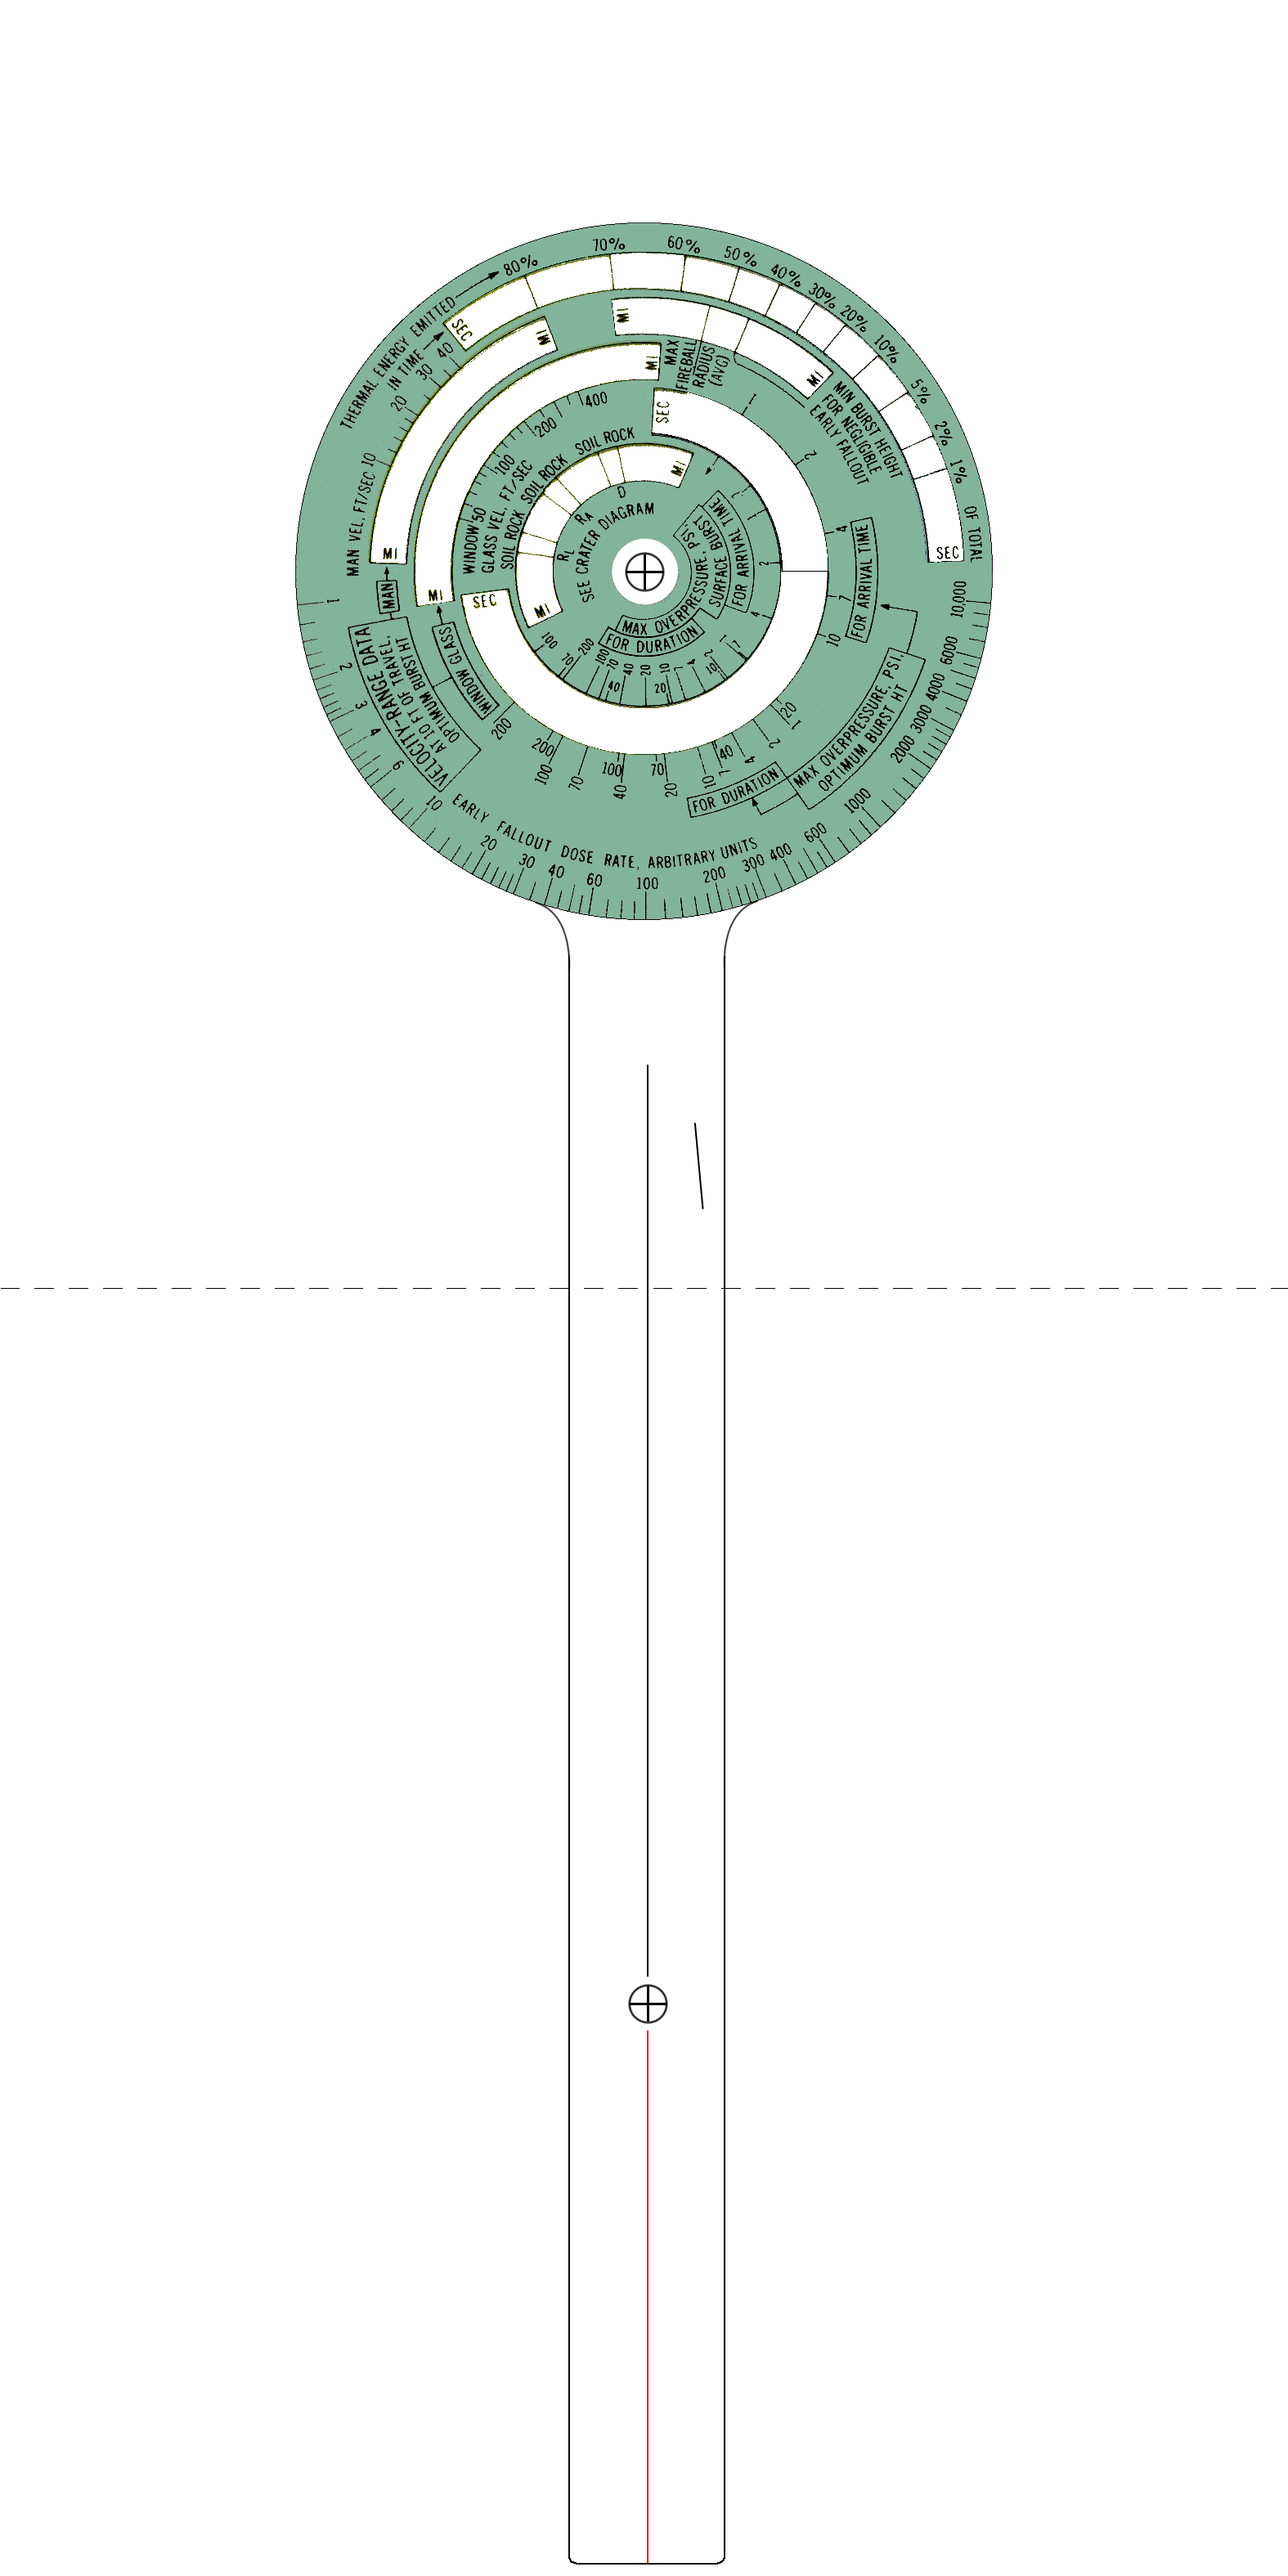 THERMAL ENERGY EMITTED
80% 70% 60% 50% 40% 30% 20% 10% 5% 2% 1%
OF TOTAL
IN TIME
SEC
SEC
MAN VEL, FT/SEC 10 20 30 40
MI
MI
MI
MI
MAX
FIREBALL
RADIUS
(AVG)
MIN BURST HEIGHT
FOR NEGLIGIBLE
EARLY FALLOUT
MI
MI
WINDOW
GLASS VEL, FT/SEC
50 100 200 400
SOIL ROCK SOIL ROCK SOIL ROCK
RL RA D
MI
MI
SEE CRATER DIAGRAM
SEC
SEC
1 2 4 7 10 20 40 70 100 200
FOR ARRIVAL TIME
MAX OVERPRESSURE, PSI,
OPTIMUM BURST HT
FOR DURATION
1 2 4 7 10 20 40 70 100 200
MAX OVERPRESSURE, PSI,
SURFACE BURST
FOR ARRIVAL TIME
FOR DURATION
1 2 4 7 10 20 40 70 100
1 2 4 7 10 20 40 70 100 200
MAN
WINDOW GLASS
VELOCITY-RANGE DATA
AT 10 FT OF TRAVEL,
OPTIMUM BURST HT
EARLY FALLOUT DOSE RATE, ARBITRARY UNITS
1 2 3 4 6 10 20 30 40 60 100 200 300 400 600 1000 2000 3000 4000 6000 10,000